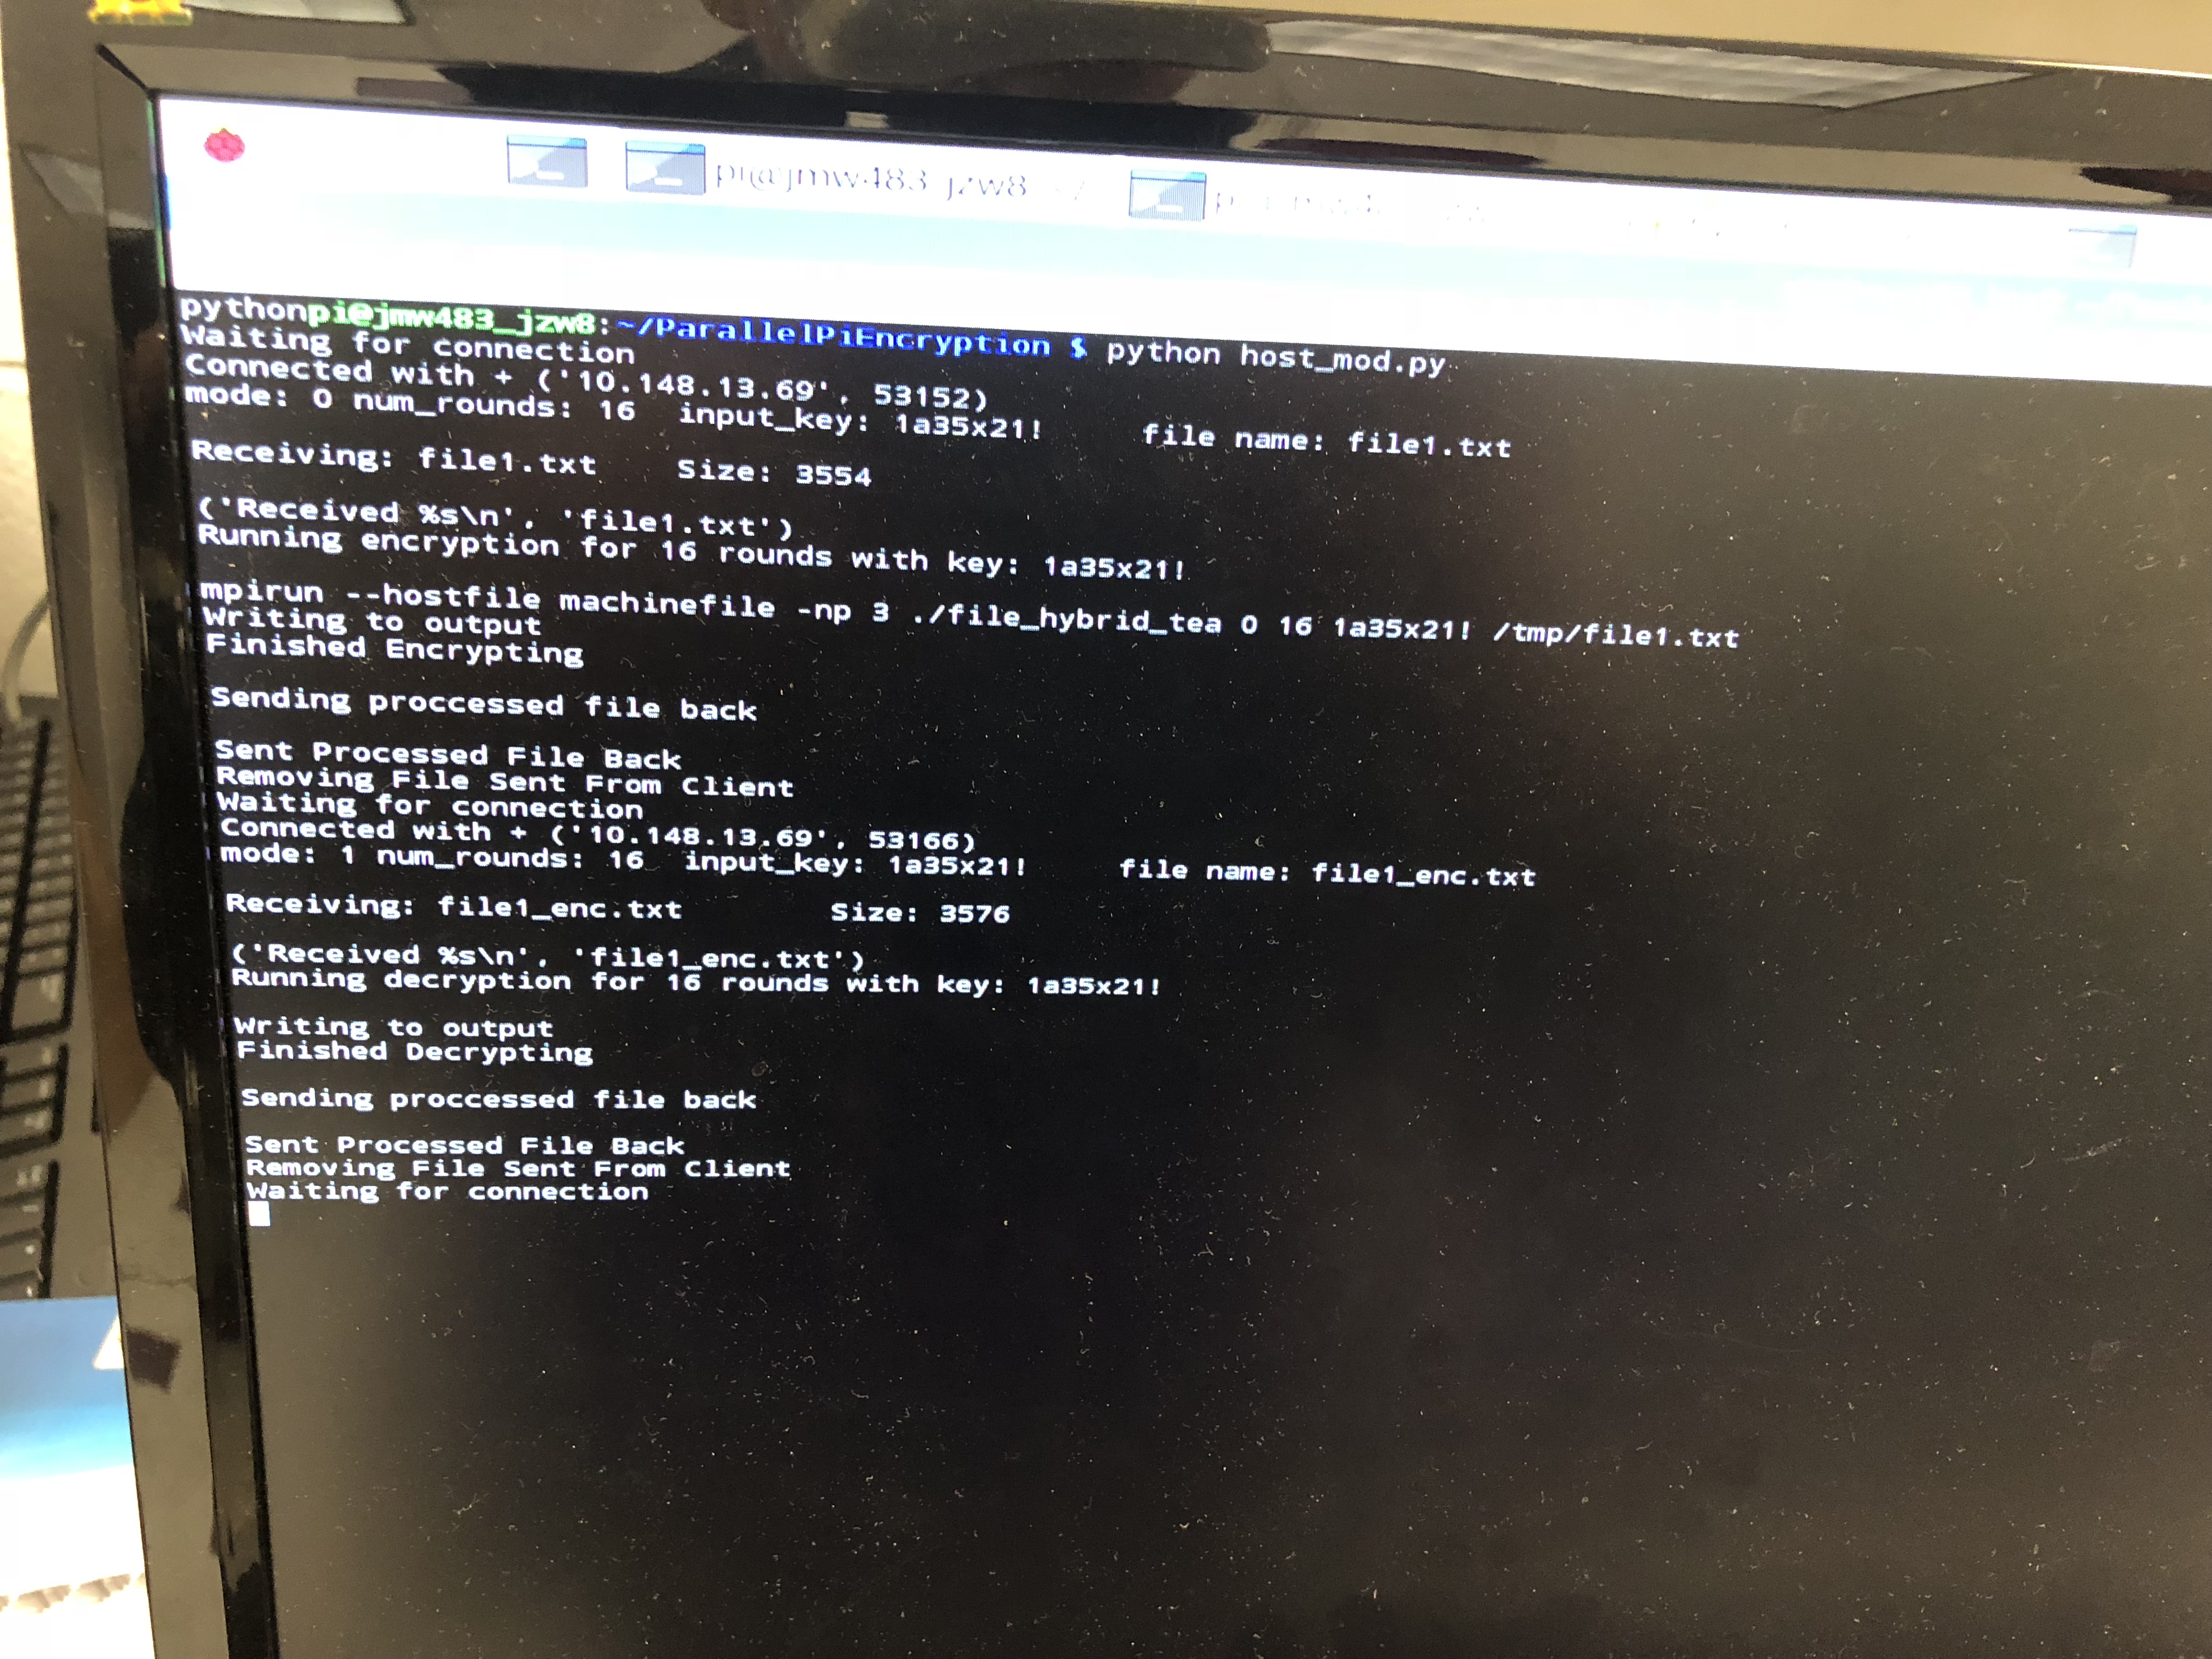 pi@jmw483 jzw8
pythonpi@jmw483_jzw8:~/ParallelPiEncryption $ python host_mod.py
Waiting for connection
Connected with + ('10.148.13.69', 53152)
mode: 0 num_rounds: 16 input_key: 1a35x21! file name: file1.txt
Receiving: file1.txt Size: 3554
('Received %s\n', 'file1.txt')
Running encryption for 16 rounds with key: 1a35x21!
mpirun --hostfile machinefile -np 3 ./file_hybrid_tea 0 16 1a35x21! /tmp/file1.txt
Writing to output
Finished Encrypting
Sending proccessed file back
Sent Processed File Back
Removing File Sent From Client
Waiting for connection
Connected with + ('10.148.13.69', 53166)
mode: 1 num_rounds: 16 input_key: 1a35x21! file name: file1_enc.txt
Receiving: file1_enc.txt Size: 3576
('Received %s\n', 'file1_enc.txt')
Running decryption for 16 rounds with key: 1a35x21!
Writing to output
Finished Decrypting
Sending proccessed file back
Sent Processed File Back
Removing File Sent From Client
Waiting for connection